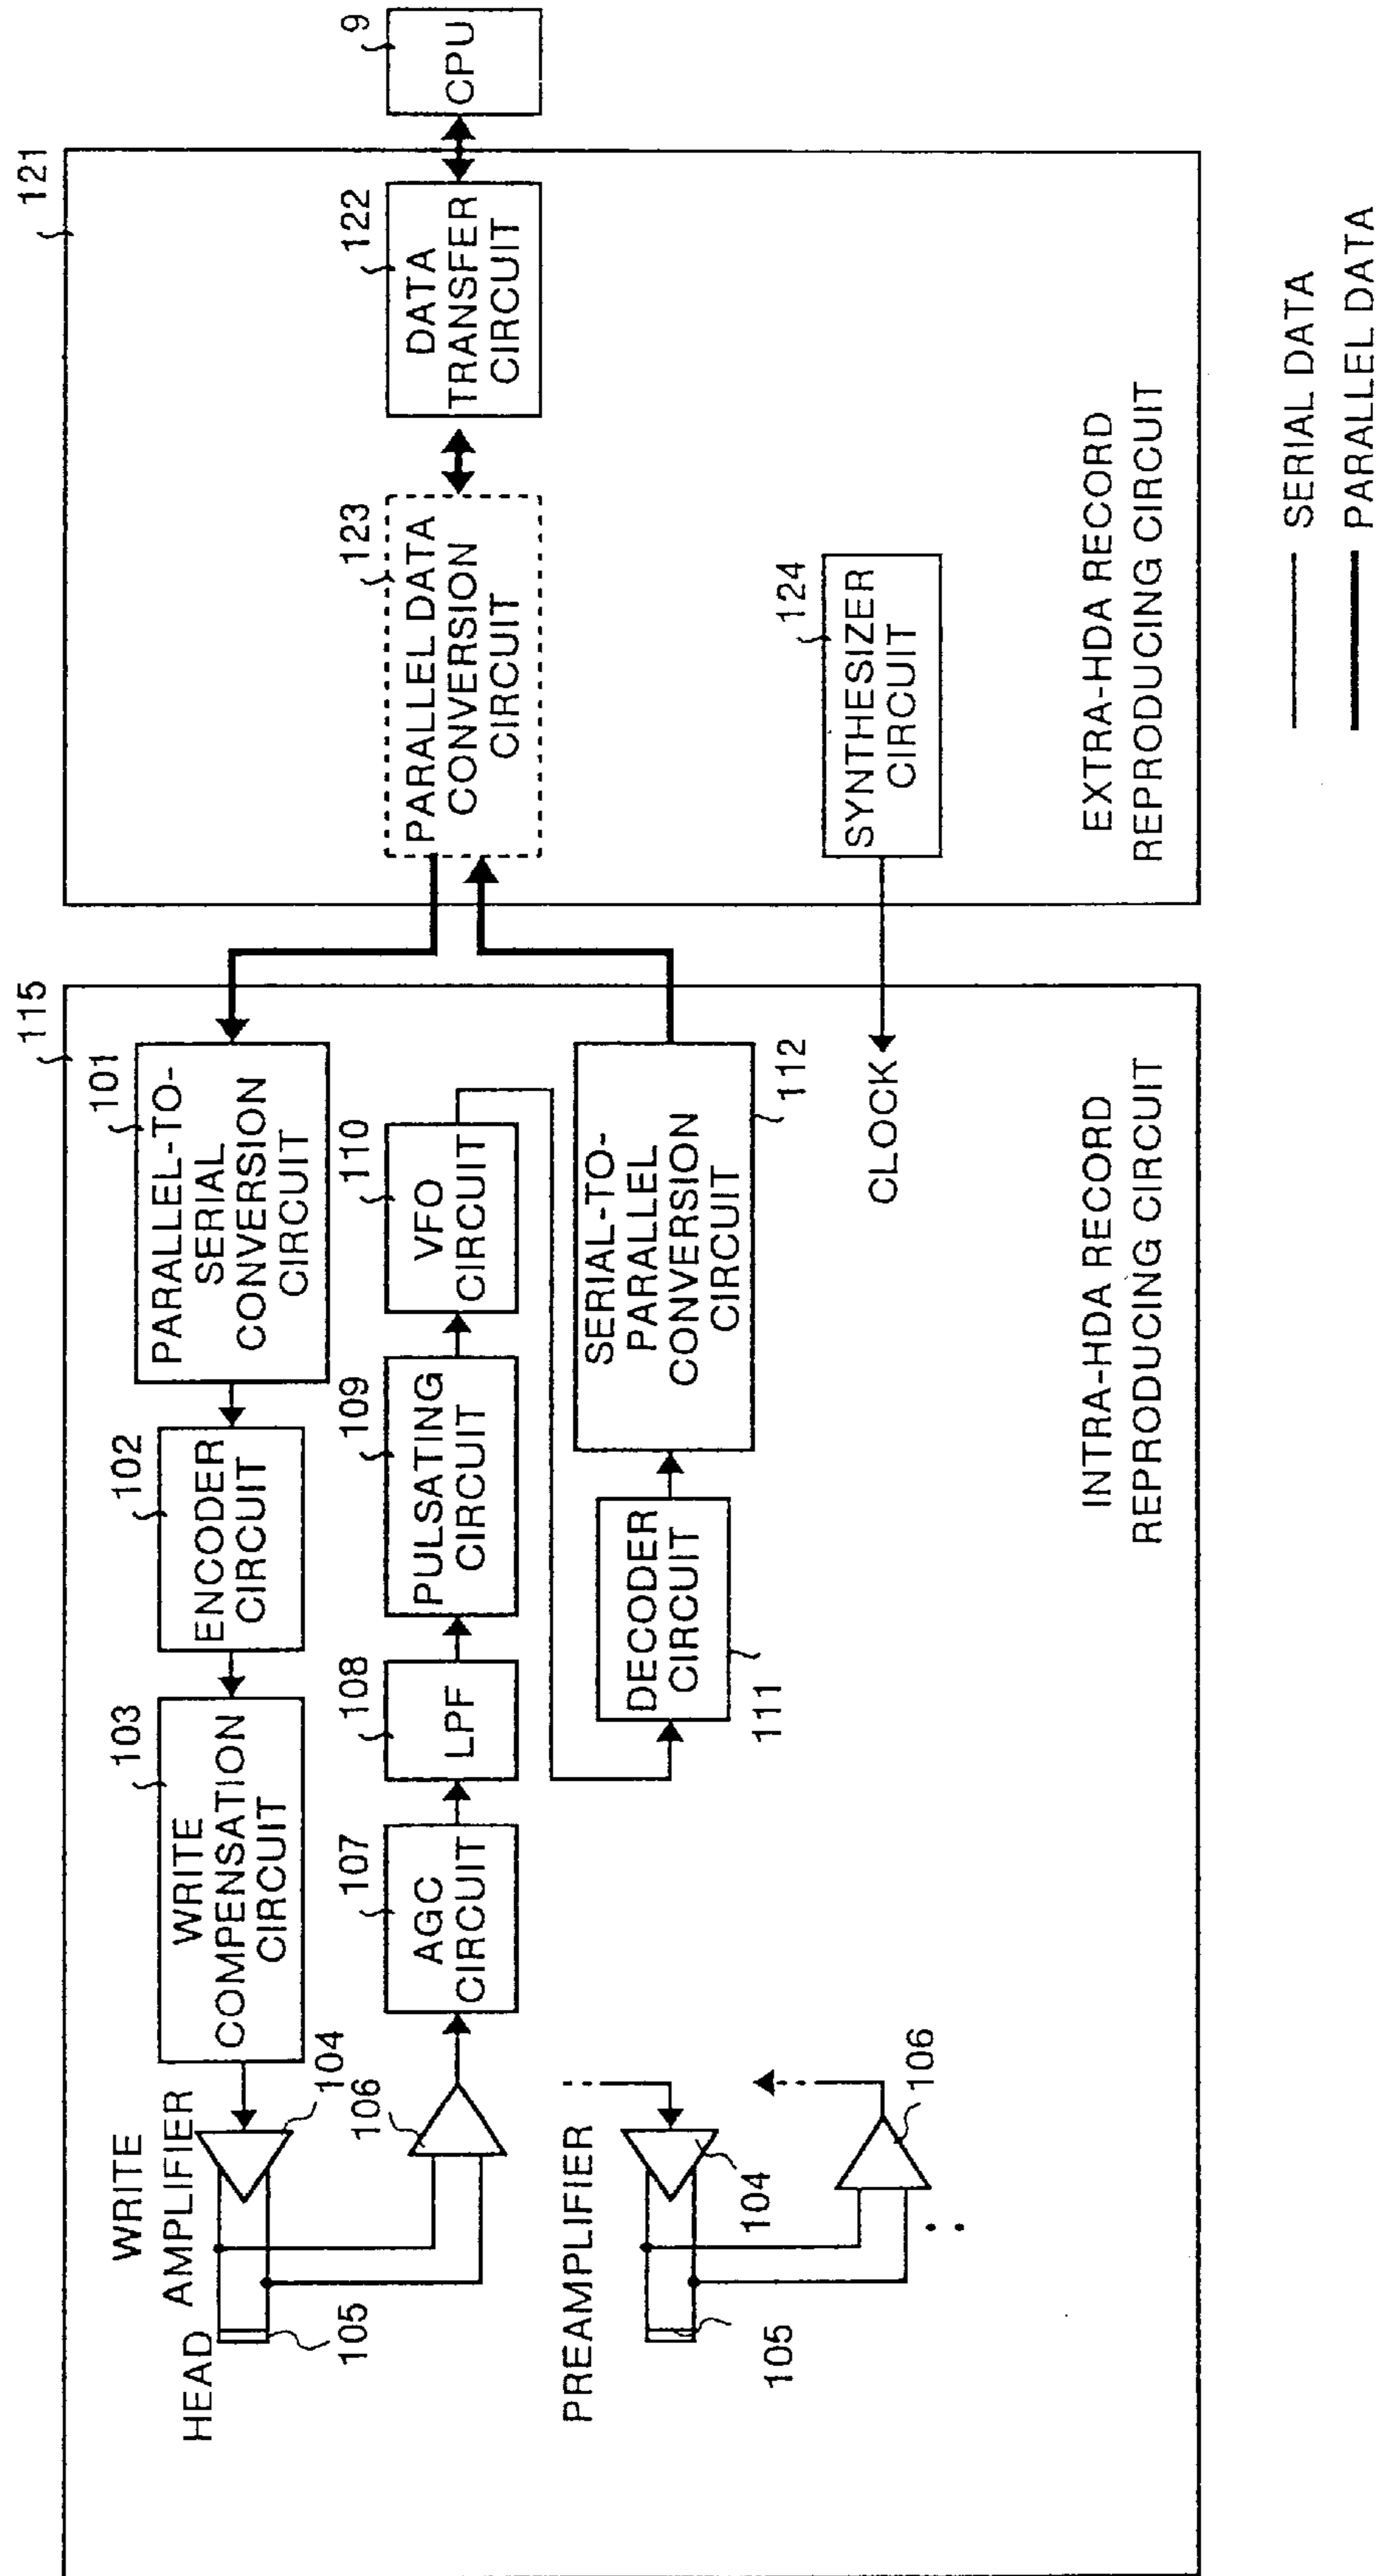 115
WRITE
AMPLIFIER
HEAD
105
104
103
WRITE
COMPENSATION
CIRCUIT
102
ENCODER
CIRCUIT
101
PARALLEL-TO-
SERIAL
CONVERSION
CIRCUIT
106
107
AGC
CIRCUIT
108
LPF
109
PULSATING
CIRCUIT
110
VFO
CIRCUIT
PREAMPLIFIER
105
104
106
111
DECODER
CIRCUIT
112
SERIAL-TO-
PARALLEL
CONVERSION
CIRCUIT
CLOCK
INTRA-HDA RECORD
REPRODUCING CIRCUIT
121
123
PARALLEL DATA
CONVERSION
CIRCUIT
122
DATA
TRANSFER
CIRCUIT
9
CPU
124
SYNTHESIZER
CIRCUIT
EXTRA-HDA RECORD
REPRODUCING CIRCUIT
SERIAL DATA
PARALLEL DATA